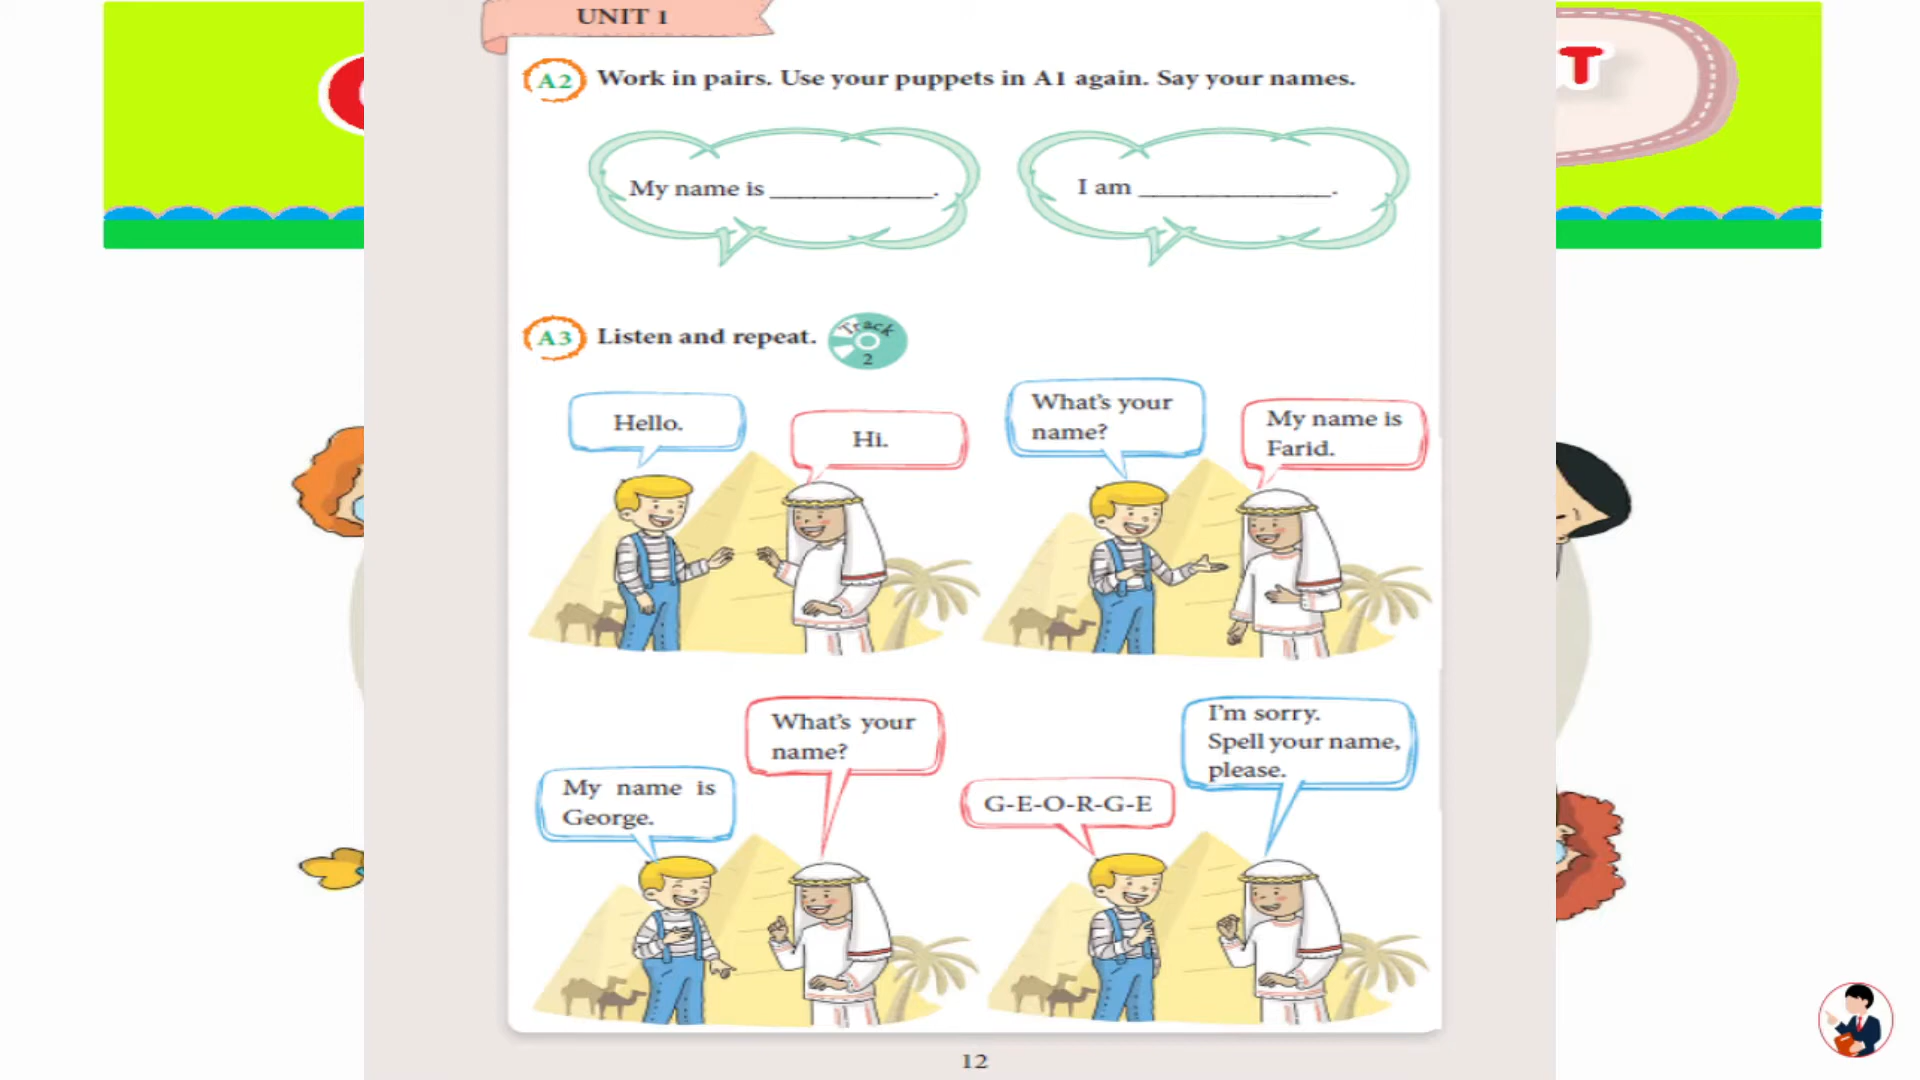 UNIT 1
A2 Work in pairs. Use your puppets in A1 again. Say your names.
My name is ____________.
I am ______________.
A3 Listen and repeat. Track 2
Hello.
Hi.
What's your
name?
My name is
Farid.
What's your
name?
My name is
George.
I'm sorry.
Spell your name,
please.
G-E-O-R-G-E
12
T